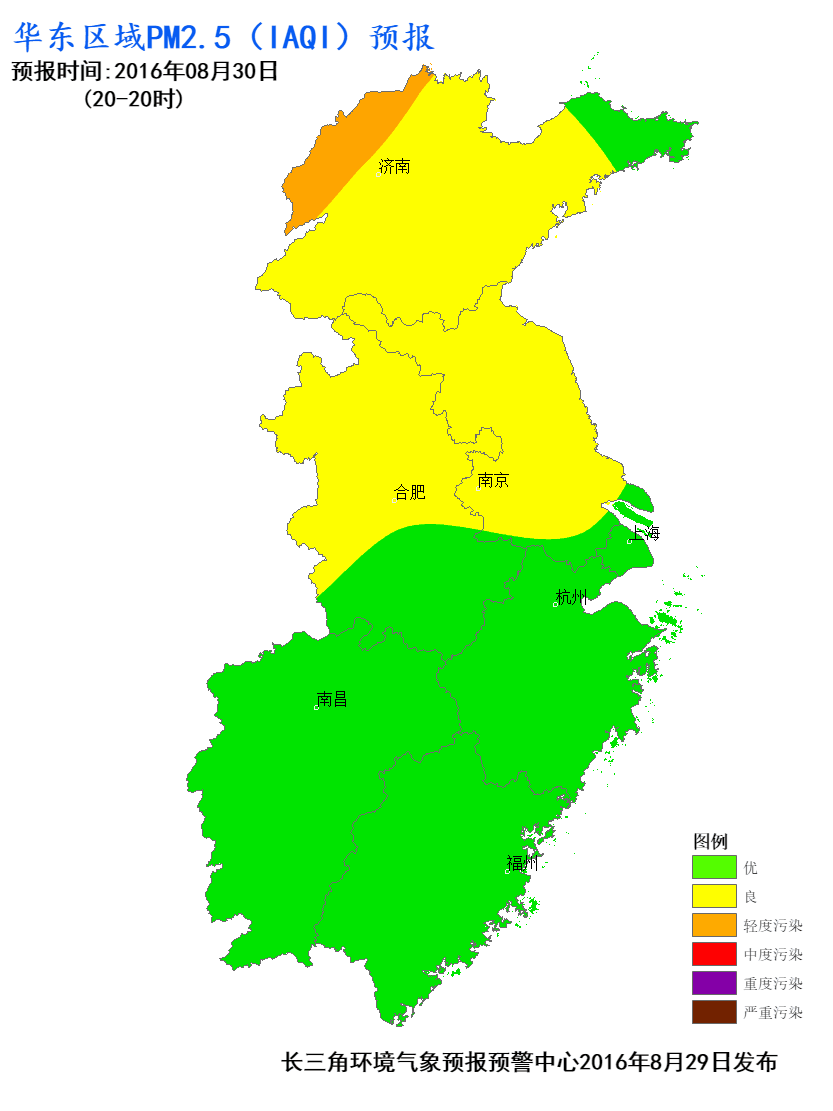 华东区域PM2.5（IAQI）预报
预报时间:2016年08月30日
(20-20时)
济南
南京
合肥
上海
杭州
南昌
福州
图例
优
良
轻度污染
中度污染
重度污染
严重污染
长三角环境气象预报预警中心2016年8月29日发布